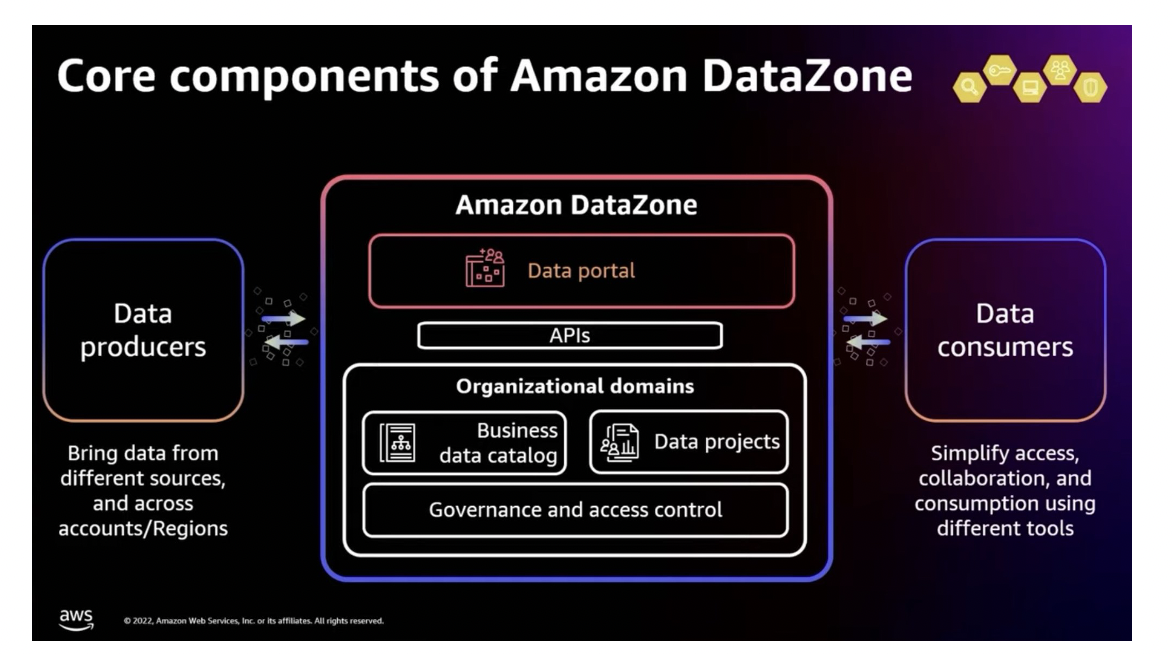 Core components of Amazon DataZone
Amazon DataZone
Data portal
APIs
Organizational domains
Business
data catalog
Data projects
Governance and access control
Data
producers
Bring data from
different sources,
and across
accounts/Regions
Data
consumers
Simplify access,
collaboration, and
consumption using
different tools
aws
© 2022, Amazon Web Services, Inc. or its affiliates. All rights reserved.